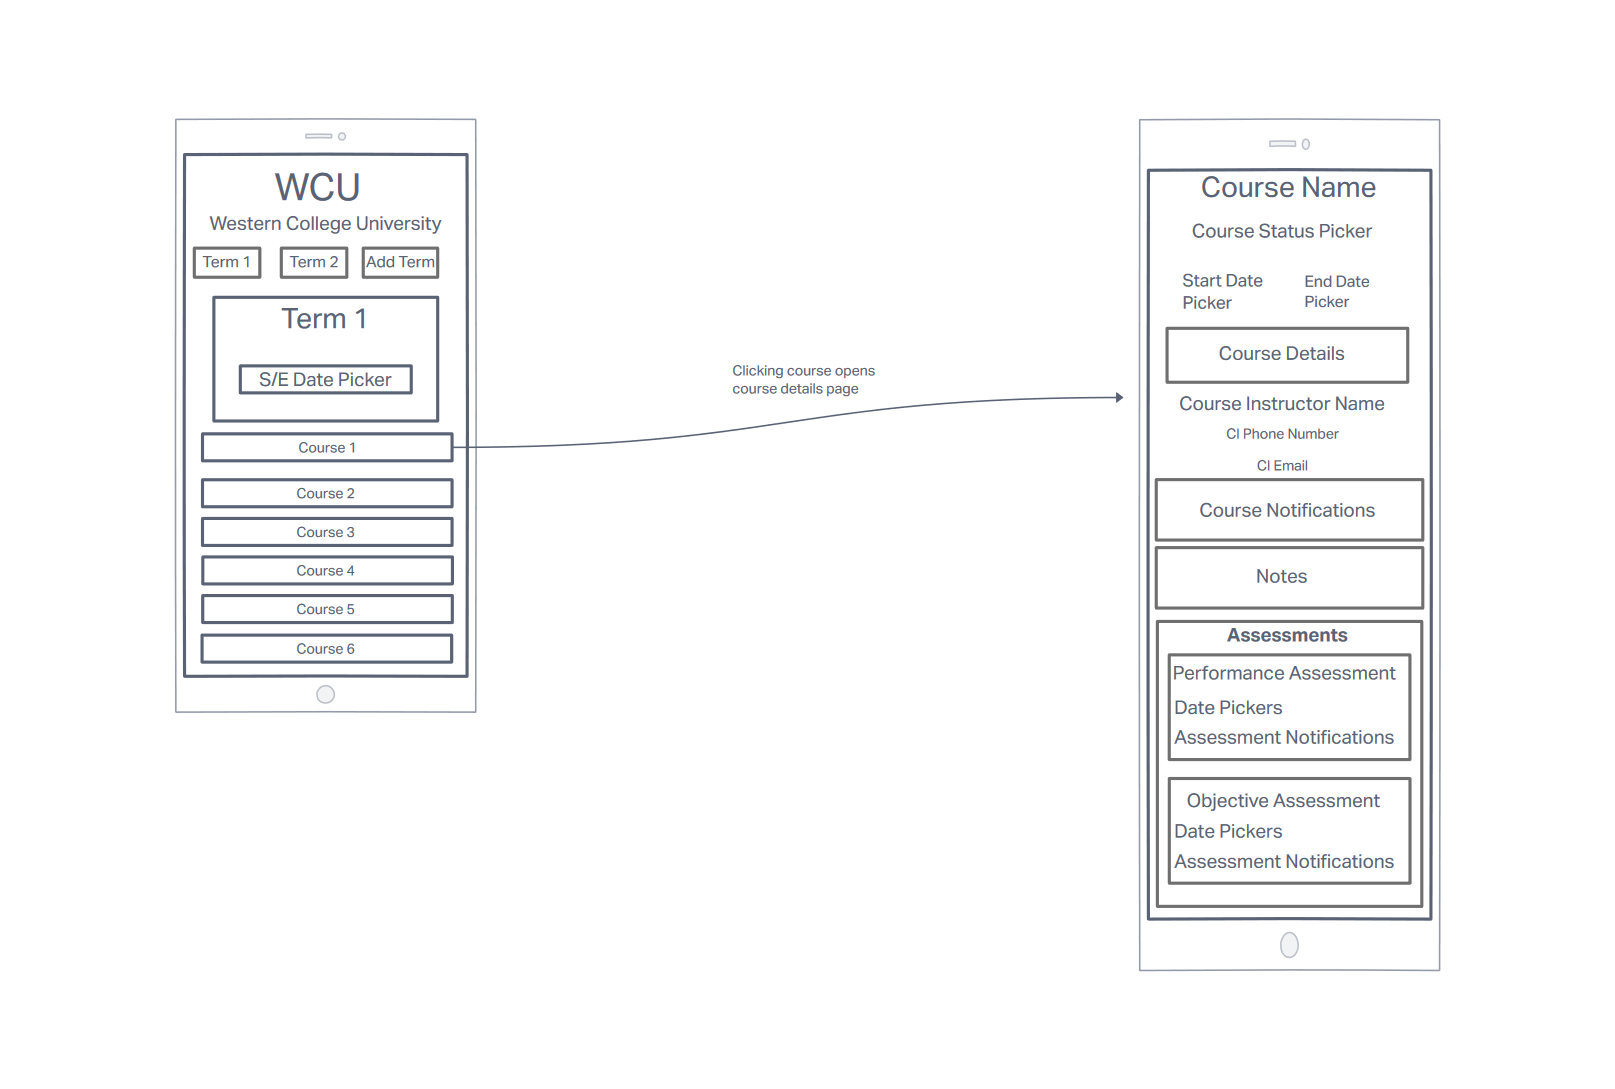 WCU
Western College University
Term 1
Term 2
Add Term
Term 1
S/E Date Picker
Course 1
Course 2
Course 3
Course 4
Course 5
Course 6
Clicking course opens
course details page
Course Name
Course Status Picker
Start Date
Picker
End Date
Picker
Course Details
Course Instructor Name
CI Phone Number
CI Email
Course Notifications
Notes
Assessments
Performance Assessment
Date Pickers
Assessment Notifications
Objective Assessment
Date Pickers
Assessment Notifications